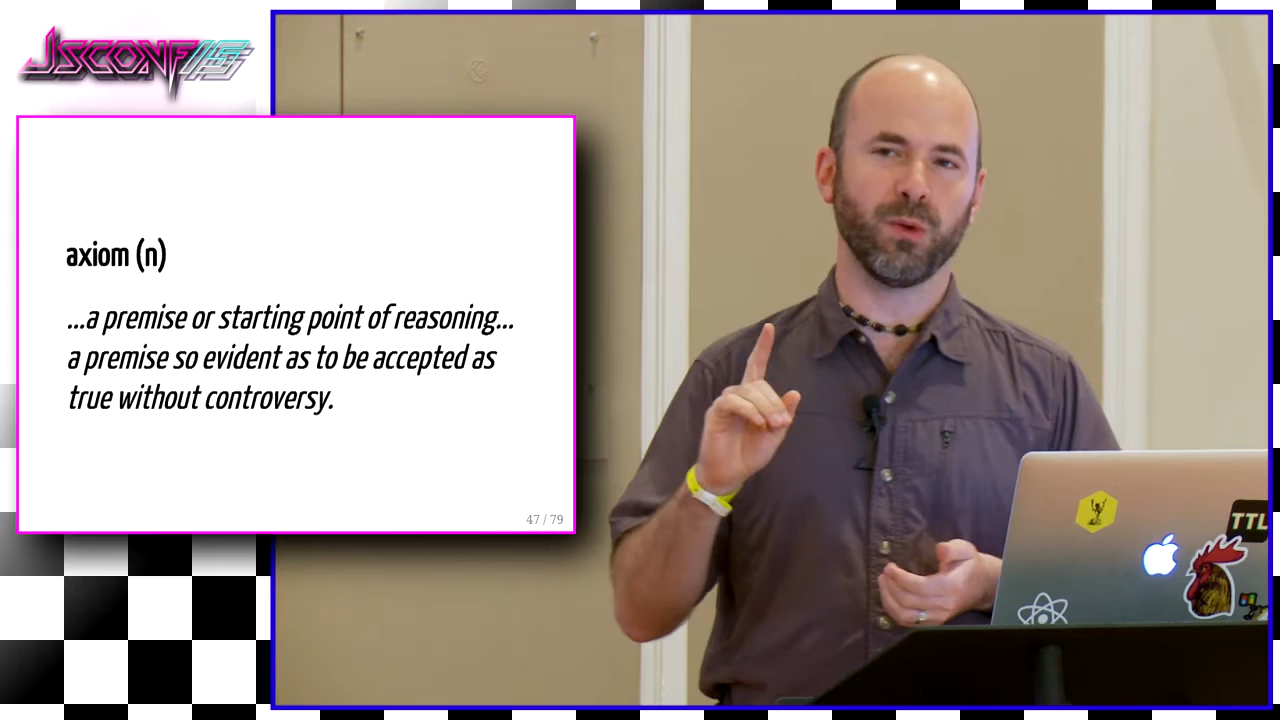 JSCONF15
axiom (n)
...a premise or starting point of reasoning...
a premise so evident as to be accepted as
true without controversy.
47 / 79
TTL